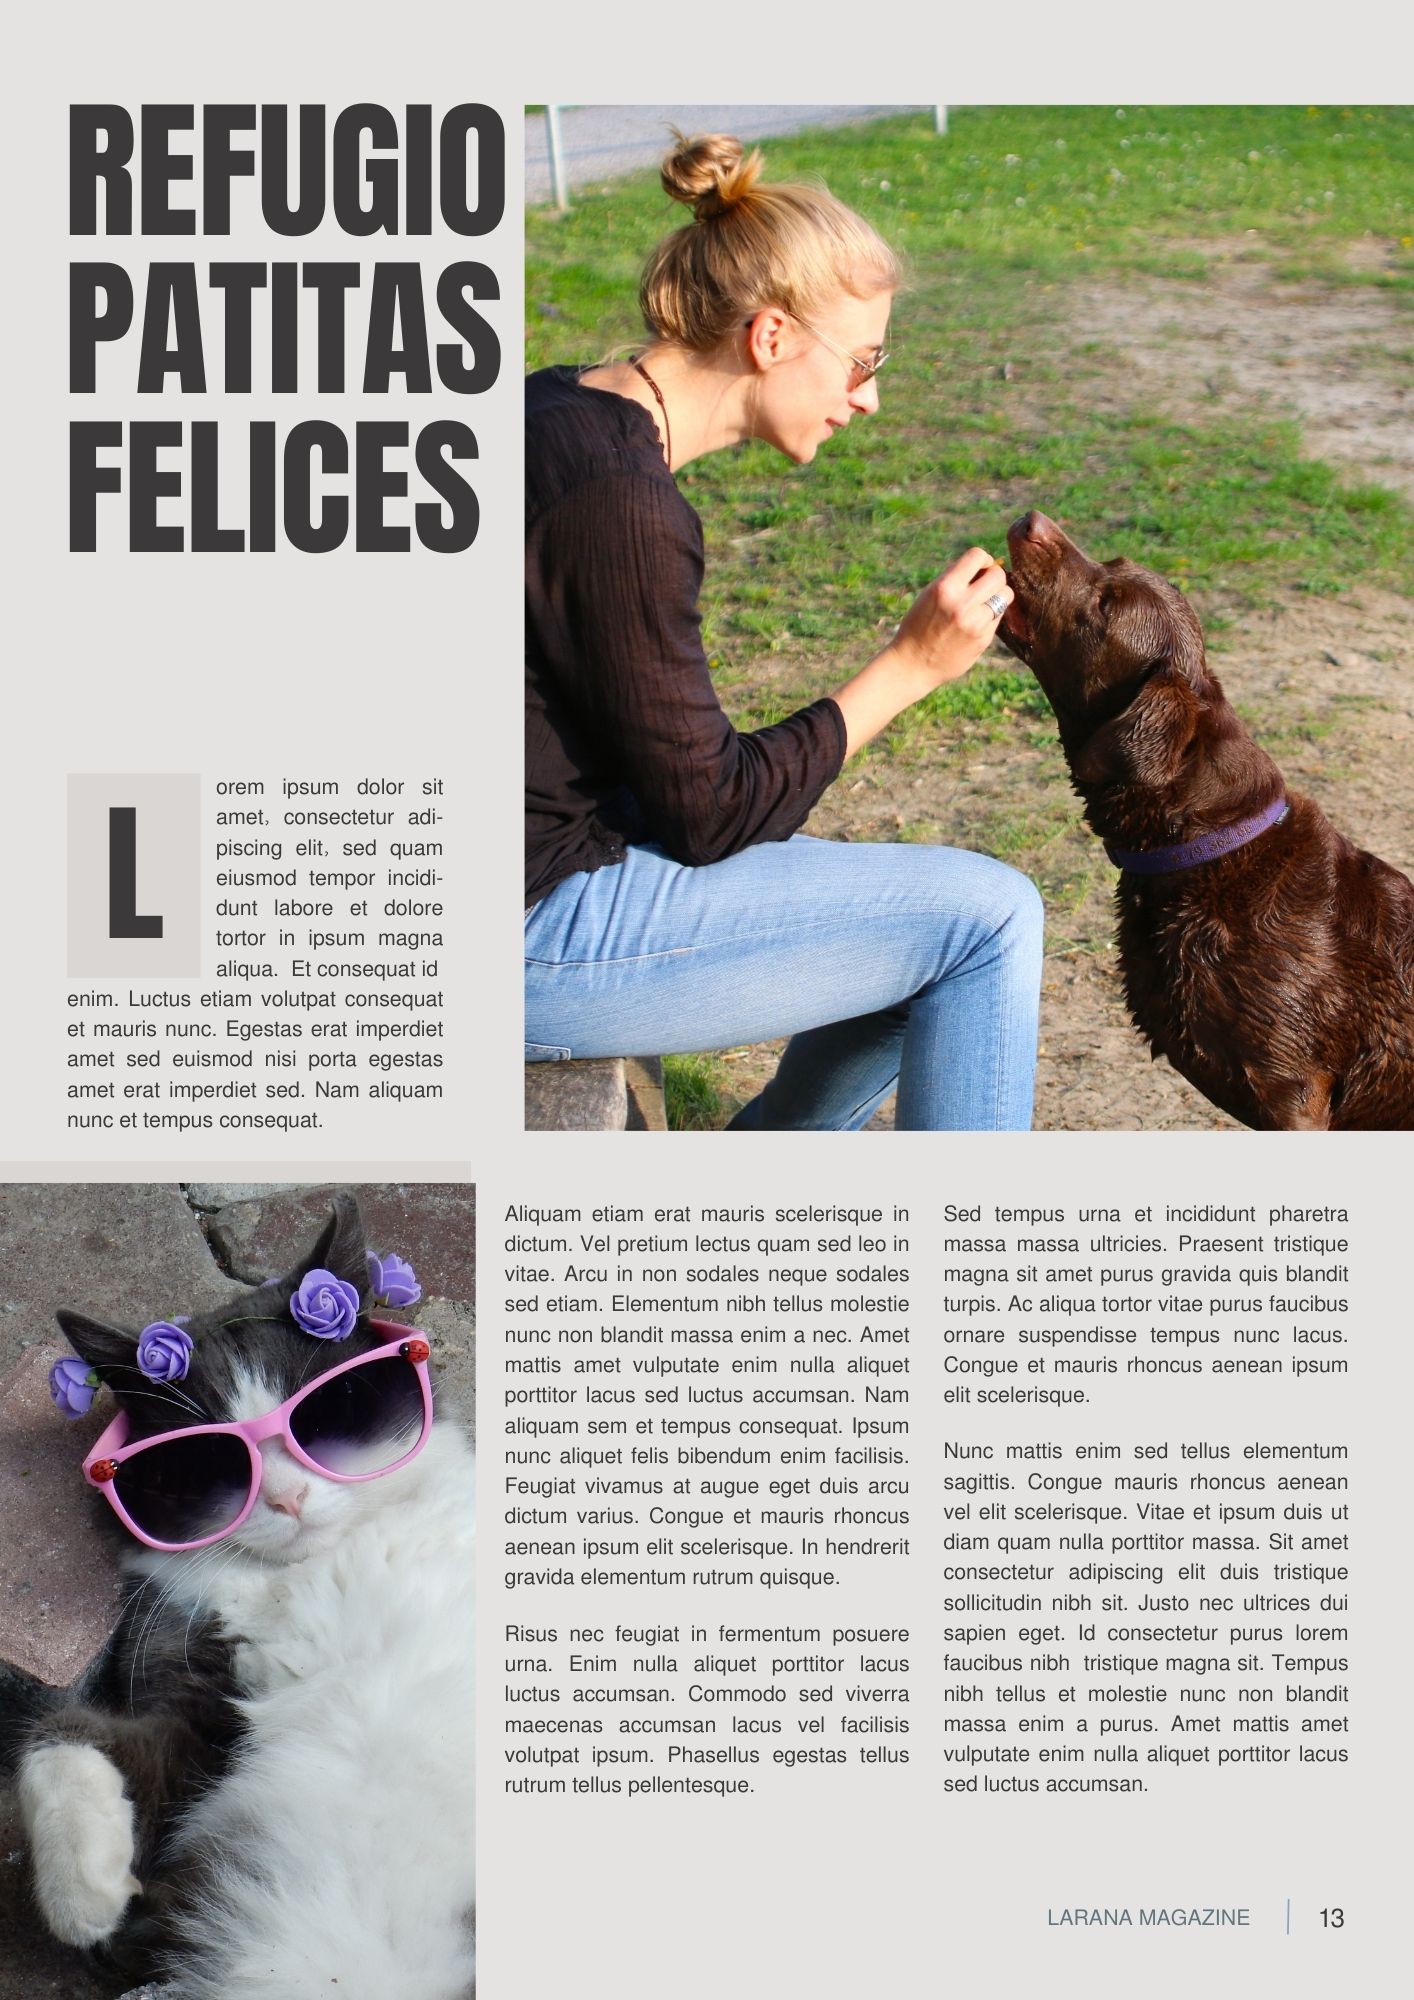 REFUGIO
PATITAS
FELICES
L
orem ipsum dolor sit
amet, consectetur adi-
piscing elit, sed quam
eiusmod tempor incidi-
dunt labore et dolore
tortor in ipsum magna
aliqua. Et consequat id
enim. Luctus etiam volutpat consequat
et mauris nunc. Egestas erat imperdiet
amet sed euismod nisi porta egestas
amet erat imperdiet sed. Nam aliquam
nunc et tempus consequat.
Aliquam etiam erat mauris scelerisque in
dictum. Vel pretium lectus quam sed leo in
vitae. Arcu in non sodales neque sodales
sed etiam. Elementum nibh tellus molestie
nunc non blandit massa enim a nec. Amet
mattis amet vulputate enim nulla aliquet
porttitor lacus sed luctus accumsan. Nam
aliquam sem et tempus consequat. Ipsum
nunc aliquet felis bibendum enim facilisis.
Feugiat vivamus at augue eget duis arcu
dictum varius. Congue et mauris rhoncus
aenean ipsum elit scelerisque. In hendrerit
gravida elementum rutrum quisque.
Risus nec feugiat in fermentum posuere
urna. Enim nulla aliquet porttitor lacus
luctus accumsan. Commodo sed viverra
maecenas accumsan lacus vel facilisis
volutpat ipsum. Phasellus egestas tellus
rutrum tellus pellentesque.
Sed tempus urna et incididunt pharetra
massa massa ultricies. Praesent tristique
magna sit amet purus gravida quis blandit
turpis. Ac aliqua tortor vitae purus faucibus
ornare suspendisse tempus nunc lacus.
Congue et mauris rhoncus aenean ipsum
elit scelerisque.
Nunc mattis enim sed tellus elementum
sagittis. Congue mauris rhoncus aenean
vel elit scelerisque. Vitae et ipsum duis ut
diam quam nulla porttitor massa. Sit amet
consectetur adipiscing elit duis tristique
sollicitudin nibh sit. Justo nec ultrices dui
sapien eget. Id consectetur purus lorem
faucibus nibh tristique magna sit. Tempus
nibh tellus et molestie nunc non blandit
massa enim a purus. Amet mattis amet
vulputate enim nulla aliquet porttitor lacus
sed luctus accumsan.
LARANA MAGAZINE
13